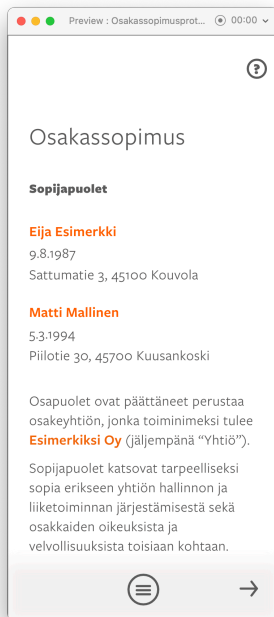 Preview : Osakassopimusprot... 00:00
?
Osakassopimus
Sopijapuolet
Eija Esimerkki
9.8.1987
Sattumatie 3, 45100 Kouvola
Matti Mallinen
5.3.1994
Piilotie 30, 45700 Kuusankoski
Osapuolet ovat päättäneet perustaa
osakeyhtiön, jonka toiminimeksi tulee
Esimerkiksi Oy (jäljempänä “Yhtiö”).
Sopijapuolet katsovat tarpeelliseksi
sopia erikseen yhtiön hallinnon ja
liiketoiminnan järjestämisestä sekä
osakkaiden oikeuksista ja
velvollisuuksista toisiaan kohtaan.